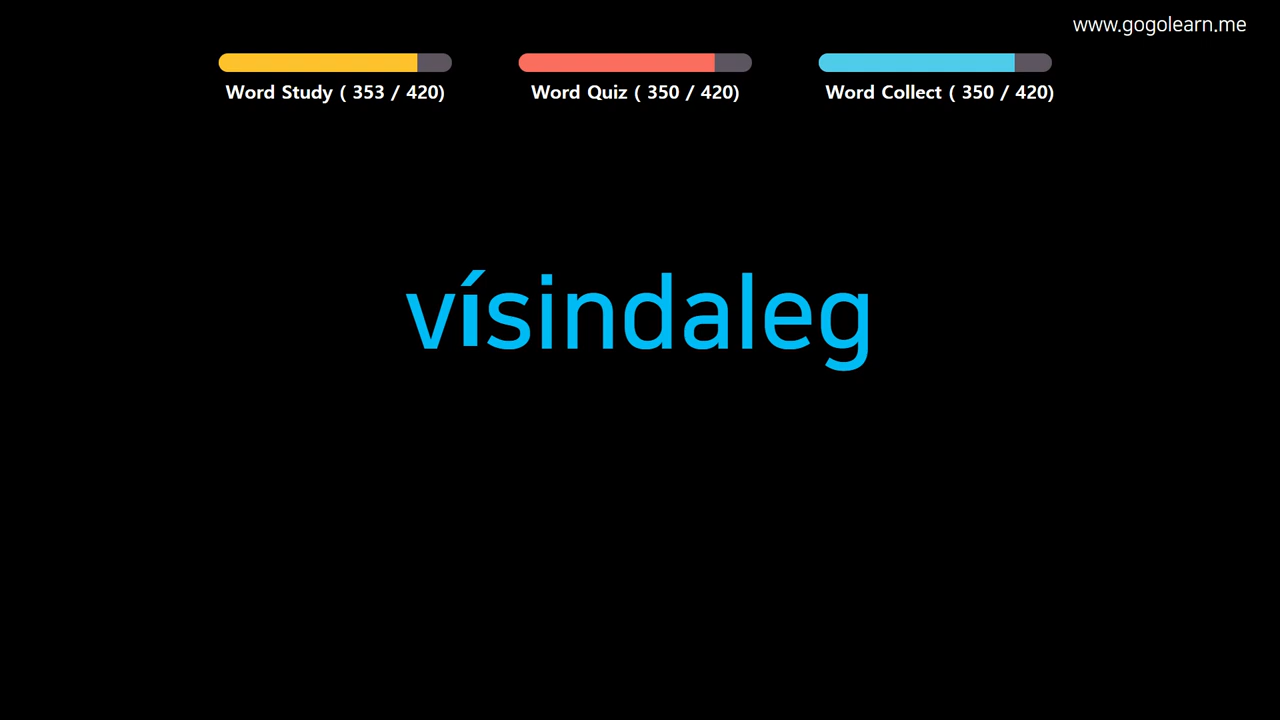 www.gogolearn.me
Word Study ( 353 / 420)
Word Quiz ( 350 / 420)
Word Collect ( 350 / 420)
vísindaleg